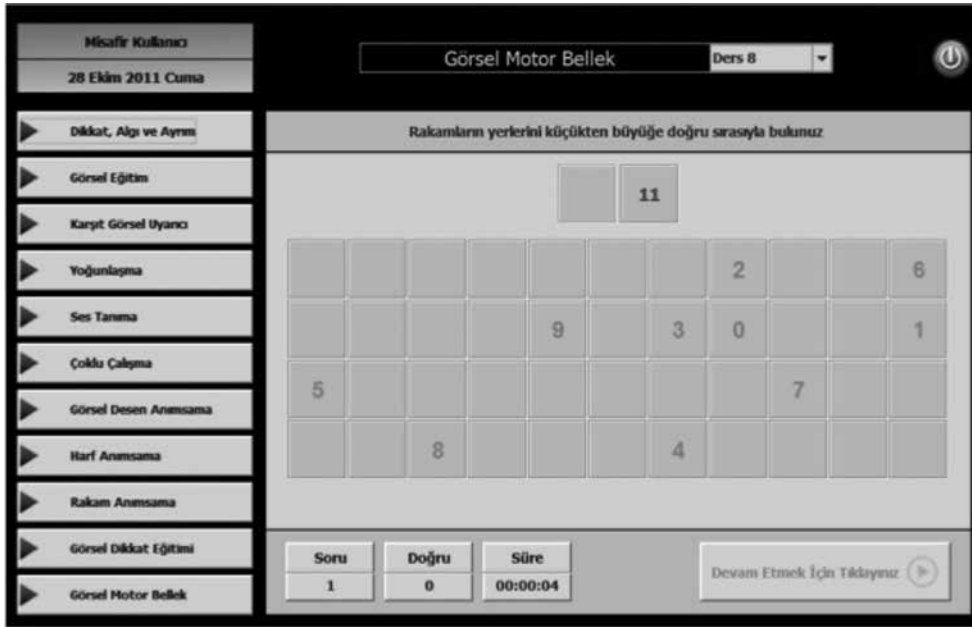 Misafir Kullanıcı
28 Ekim 2011 Cuma
Görsel Motor Bellek
Ders 8
Dikkat, Algı ve Ayrım
Görsel Eğitim
Karşıt Görsel Uyarıcı
Yoğunlaşma
Ses Tanıma
Çoklu Çalışma
Görsel Desen Anımsama
Harf Anımsama
Rakam Anımsama
Görsel Dikkat Eğitimi
Görsel Motor Bellek
Rakamların yerlerini küçükten büyüğe doğru sırasıyla bulunuz
11
2 6
9 3 0 1
5 7
8 4
Soru Doğru Süre
1 0 00:00:04
Devam Etmek İçin Tıklayınız